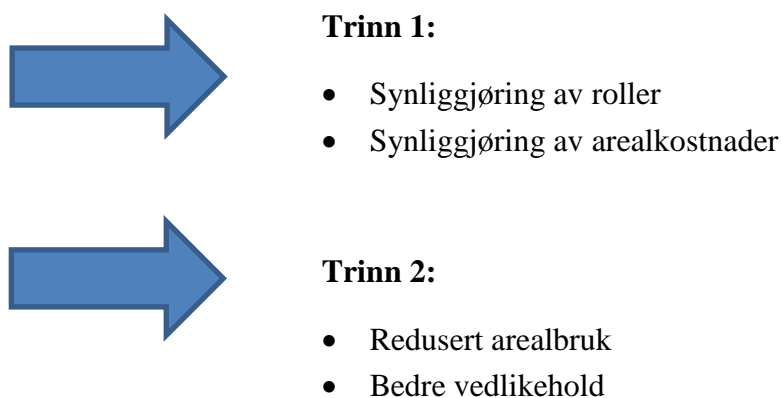 Trinn 1:
• Synliggjøring av roller
• Synliggjøring av arealkostnader
Trinn 2:
• Redusert arealbruk
• Bedre vedlikehold